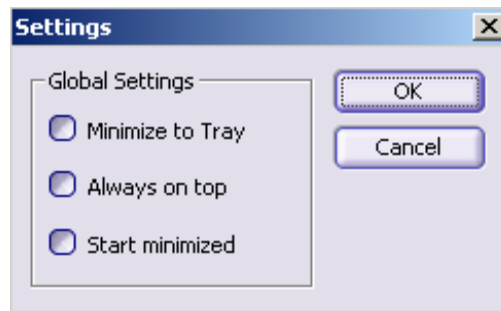 Settings
Global Settings
Minimize to Tray
Always on top
Start minimized
OK
Cancel